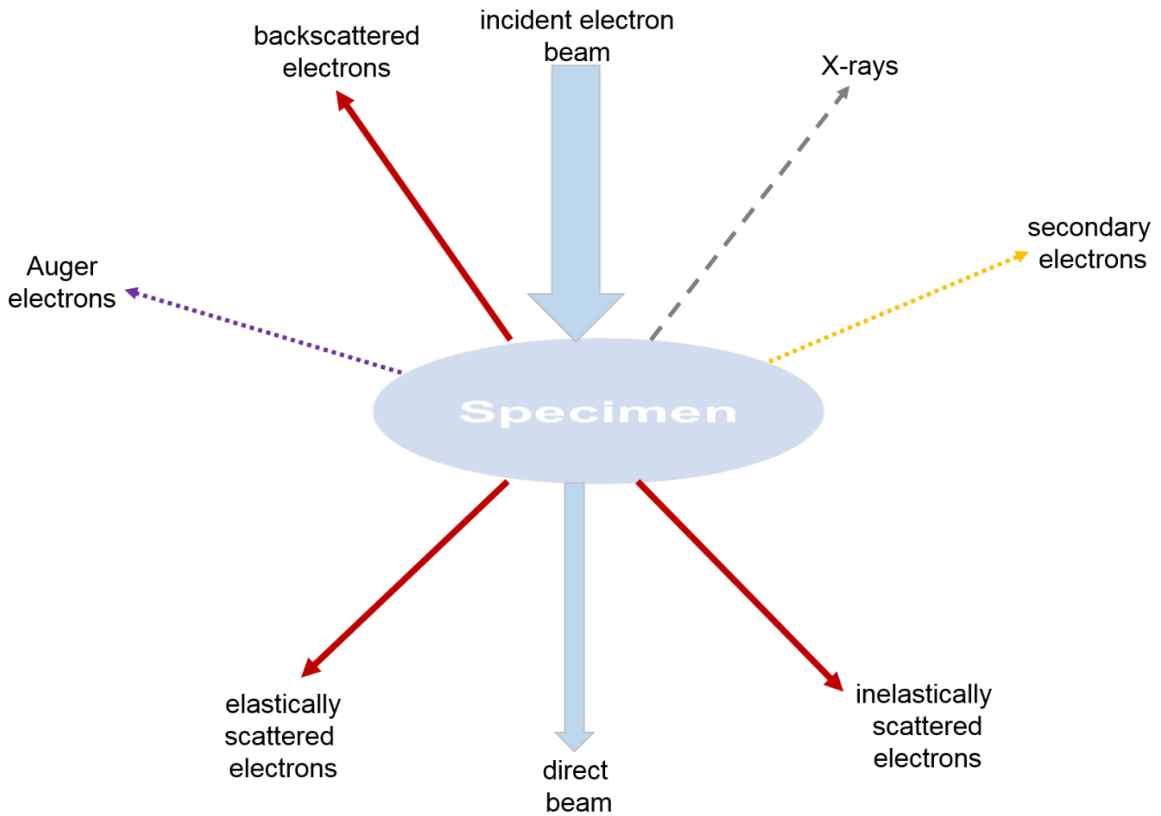 incident electron
beam
backscattered
electrons
X-rays
secondary
electrons
Auger
electrons
Specimen
elastically
scattered
electrons
direct
beam
inelastically
scattered
electrons